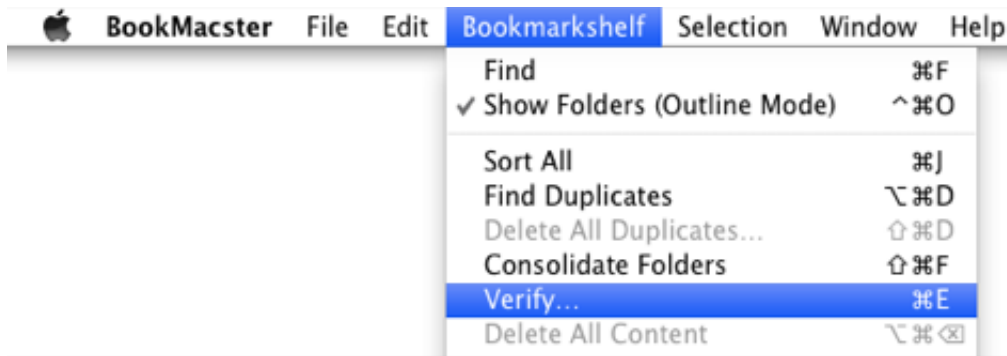 BookMacster File Edit Bookmarkshelf Selection Window Help
Find ⌘F
✓ Show Folders (Outline Mode) ^⌘O
Sort All ⌘J
Find Duplicates ⌥⌘D
Delete All Duplicates... ⇧⌘D
Consolidate Folders ⇧⌘F
Verify... ⌘E
Delete All Content ⌥⌘⌫